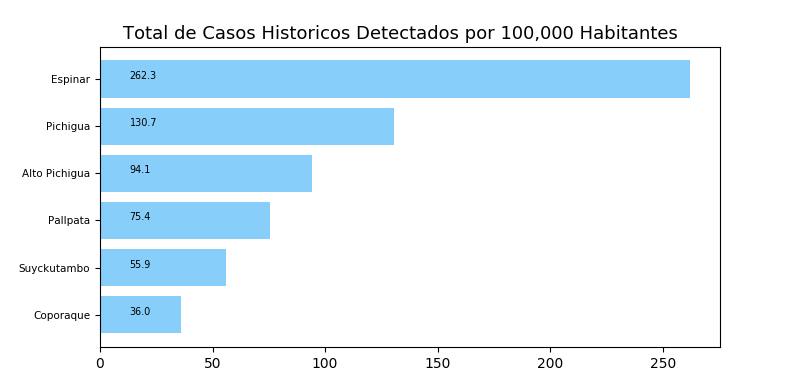 Total de Casos Historicos Detectados por 100,000 Habitantes
Espinar 262.3
Pichigua 130.7
Alto Pichigua 94.1
Pallpata 75.4
Suyckutambo 55.9
Coporaque 36.0
0 50 100 150 200 250